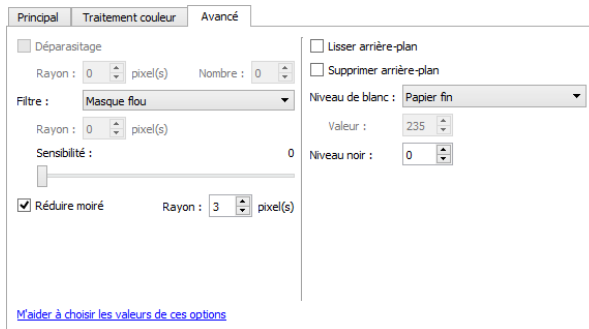 Principal Traitement couleur Avancé
Déparasitage
Rayon : 0 pixel(s) Nombre : 0
Filtre : Masque flou
Rayon : 0 pixel(s)
Sensibilité : 0
Réduire moiré Rayon : 3 pixel(s)
M'aider à choisir les valeurs de ces options
Lisser arrière-plan
Supprimer arrière-plan
Niveau de blanc : Papier fin
Valeur : 235
Niveau noir : 0